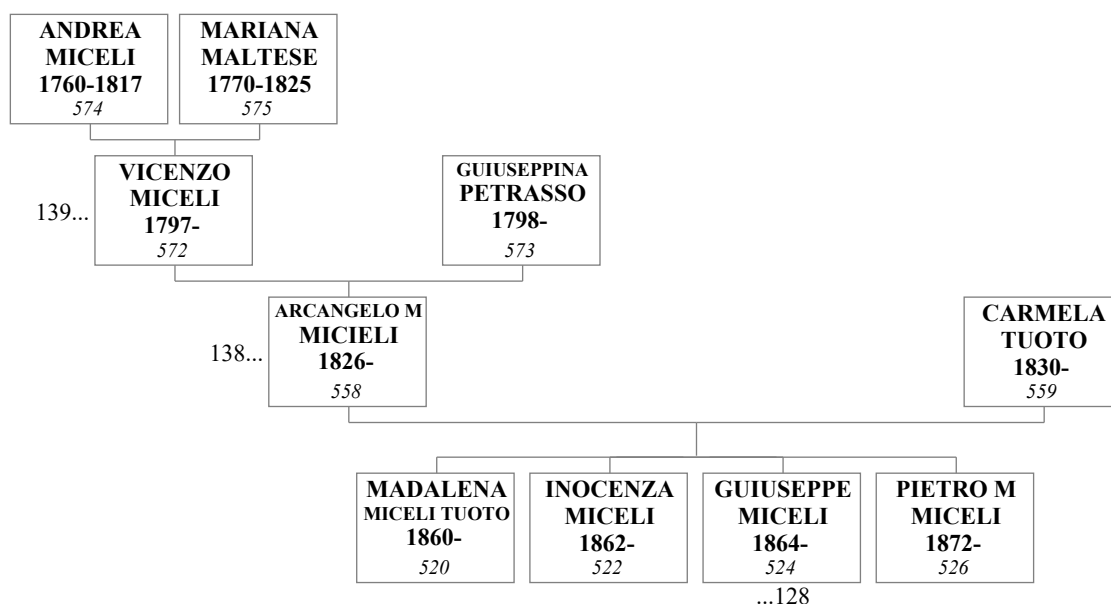 ANDREA
MICELI
1760-1817
574
MARIANA
MALTESE
1770-1825
575
139...
VICENZO
MICELI
1797-
572
GUIUSEPPINA
PETRASSO
1798-
573
138...
ARCANGELO M
MICIELI
1826-
558
CARMELA
TUOTO
1830-
559
MADALENA
MICELI TUOTO
1860-
520
INOCENZA
MICELI
1862-
522
GUIUSEPPE
MICELI
1864-
524
...128
PIETRO M
MICELI
1872-
526